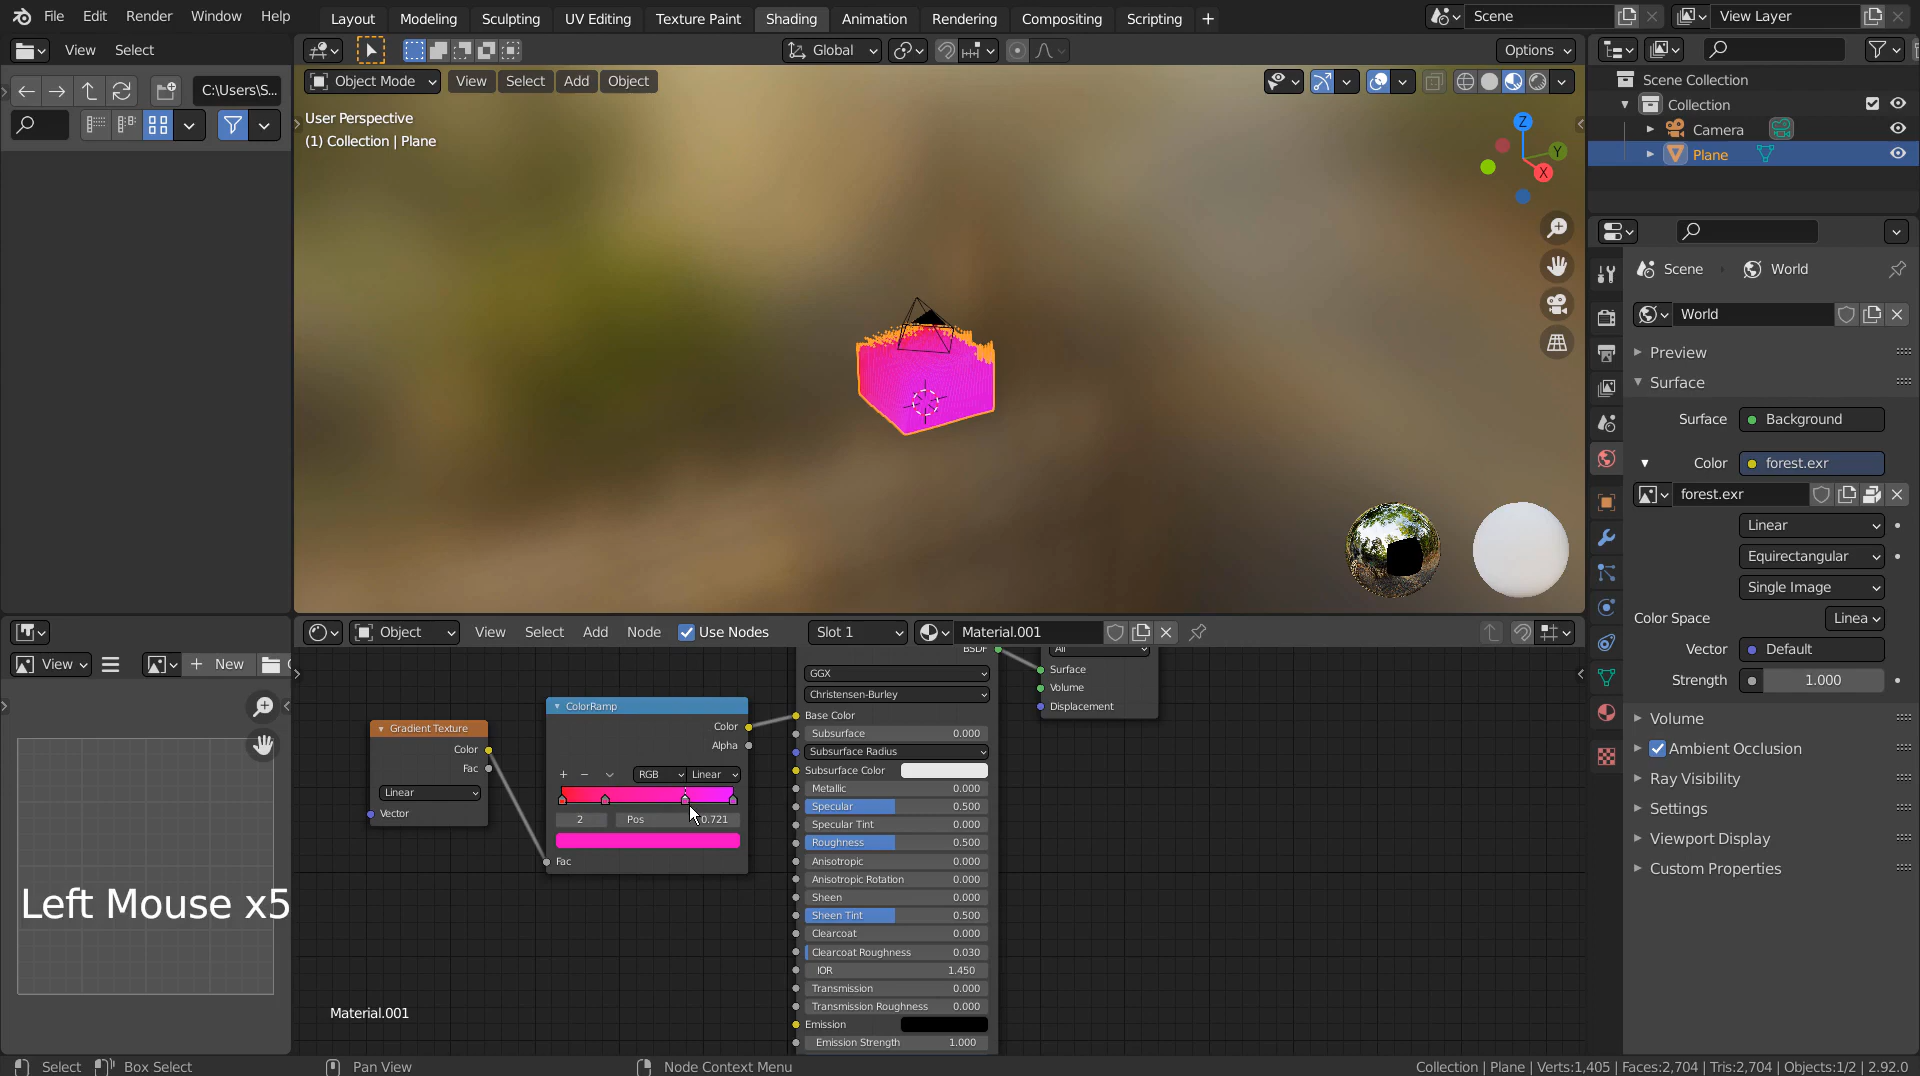 File Edit Render Window Help
Layout Modeling Sculpting UV Editing Texture Paint Shading Animation Rendering Compositing Scripting +
Scene
View Layer
View Select
Global
Options
C:\Users\S...
Object Mode View Select Add Object
User Perspective
(1) Collection | Plane
Z
Y
X
Scene Collection
Collection
Camera
Plane
Scene World
World
Preview
Surface
Surface Background
Color forest.exr
forest.exr
Linear
Equirectangular
Single Image
Color Space Linea
Vector Default
Strength 1.000
Volume
Ambient Occlusion
Ray Visibility
Settings
Viewport Display
Custom Properties
View
New
Left Mouse x5
Object View Select Add Node Use Nodes Slot 1 Material.001
Gradient Texture
Color
Fac
Linear
Vector
ColorRamp
Color
Alpha
RGB Linear
2 Pos 0.721
Fac
BSDF
GGX
Christensen-Burley
Base Color
Subsurface 0.000
Subsurface Radius
Subsurface Color
Metallic 0.000
Specular 0.500
Specular Tint 0.000
Roughness 0.500
Anisotropic 0.000
Anisotropic Rotation 0.000
Sheen 0.000
Sheen Tint 0.500
Clearcoat 0.000
Clearcoat Roughness 0.030
IOR 1.450
Transmission 0.000
Transmission Roughness 0.000
Emission
Emission Strength 1.000
All
Surface
Volume
Displacement
Material.001
Select Box Select Pan View Node Context Menu
Collection | Plane | Verts:1,405 | Faces:2,704 | Tris:2,704 | Objects:1/2 | 2.92.0